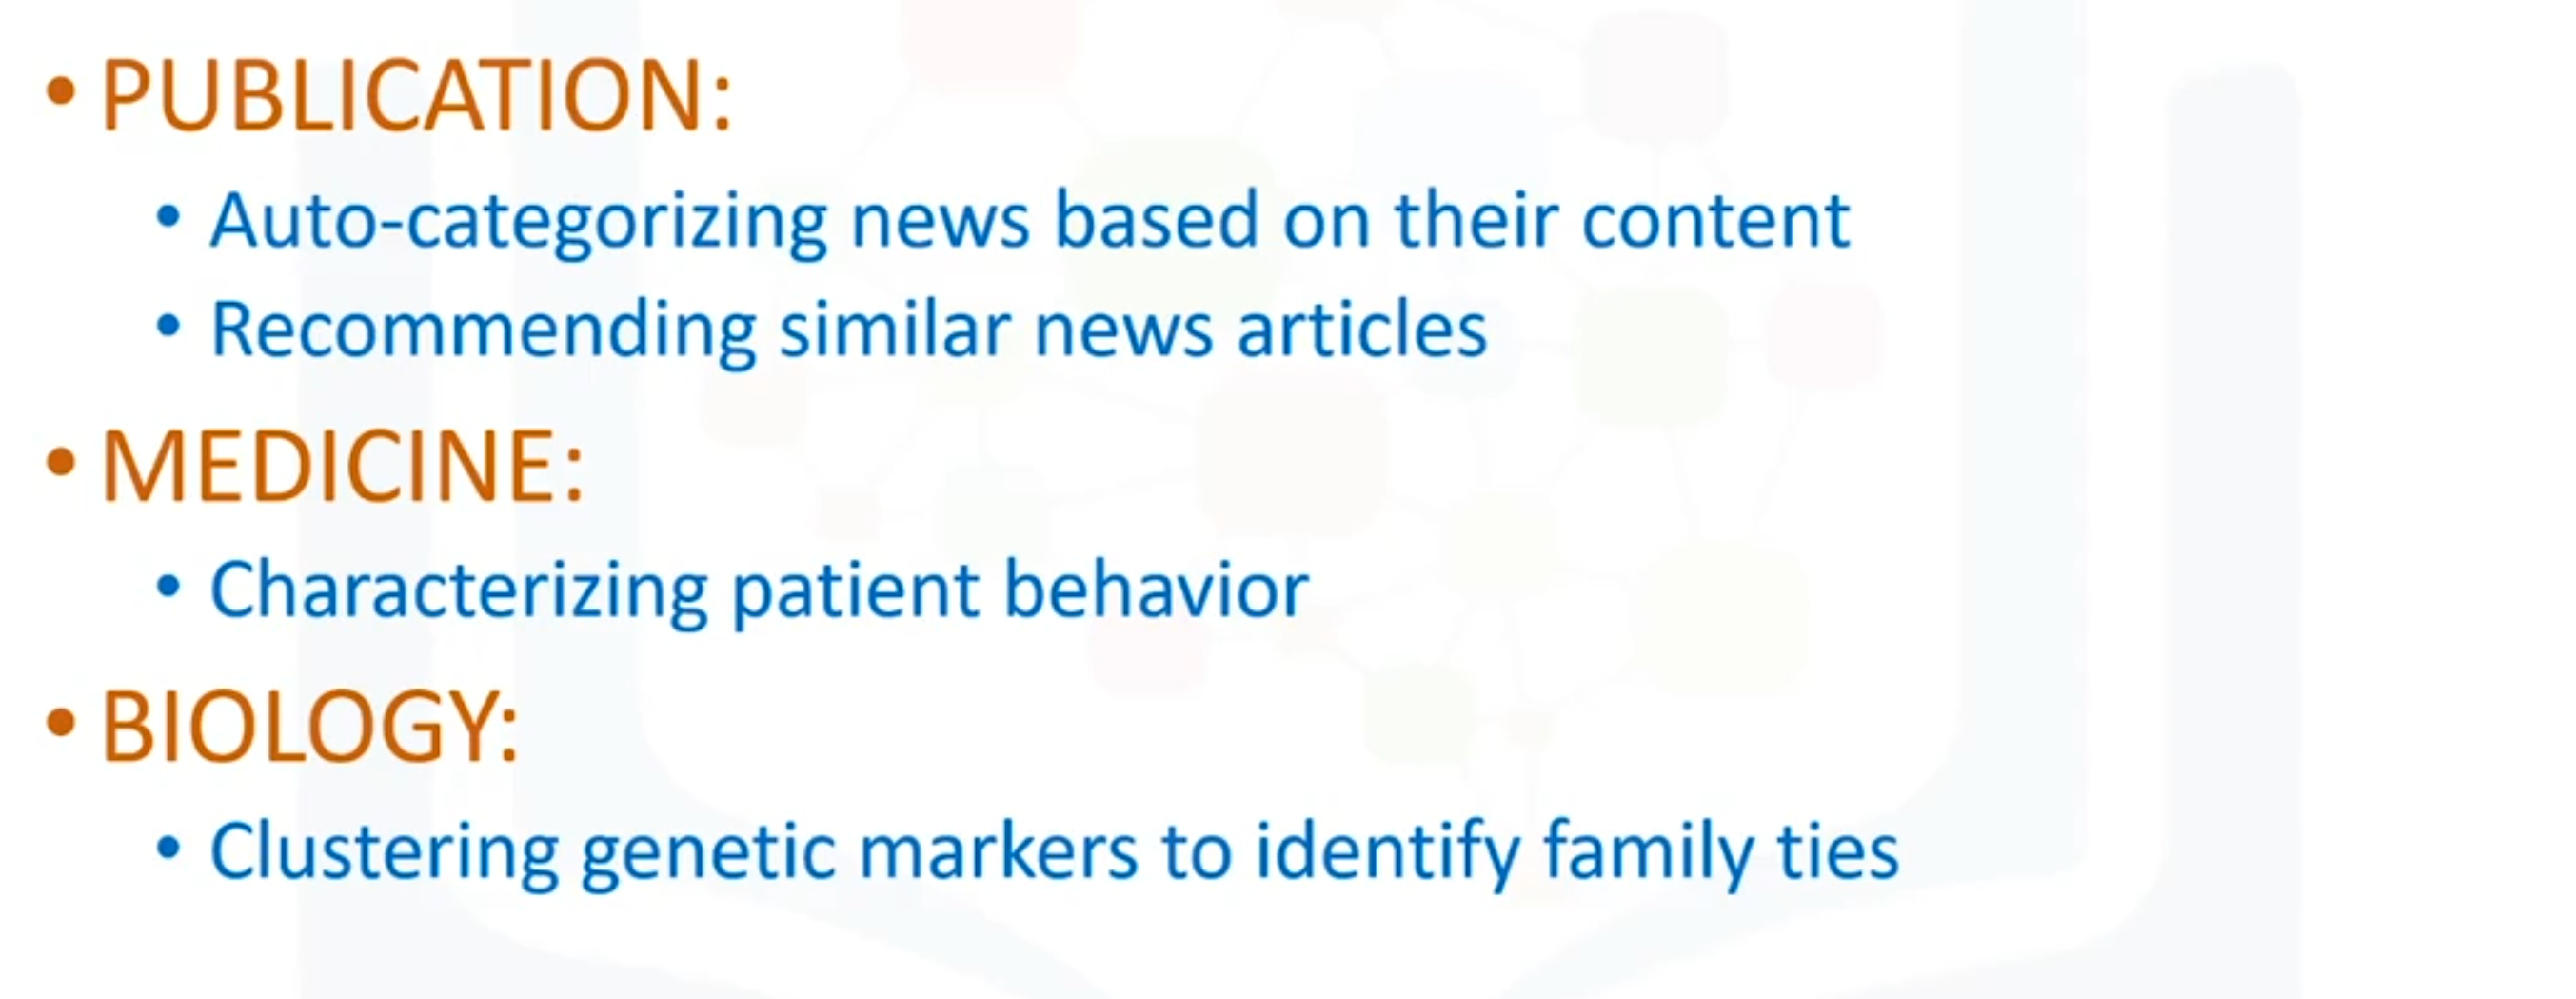 • PUBLICATION:
• Auto-categorizing news based on their content
• Recommending similar news articles
• MEDICINE:
• Characterizing patient behavior
• BIOLOGY:
• Clustering genetic markers to identify family ties